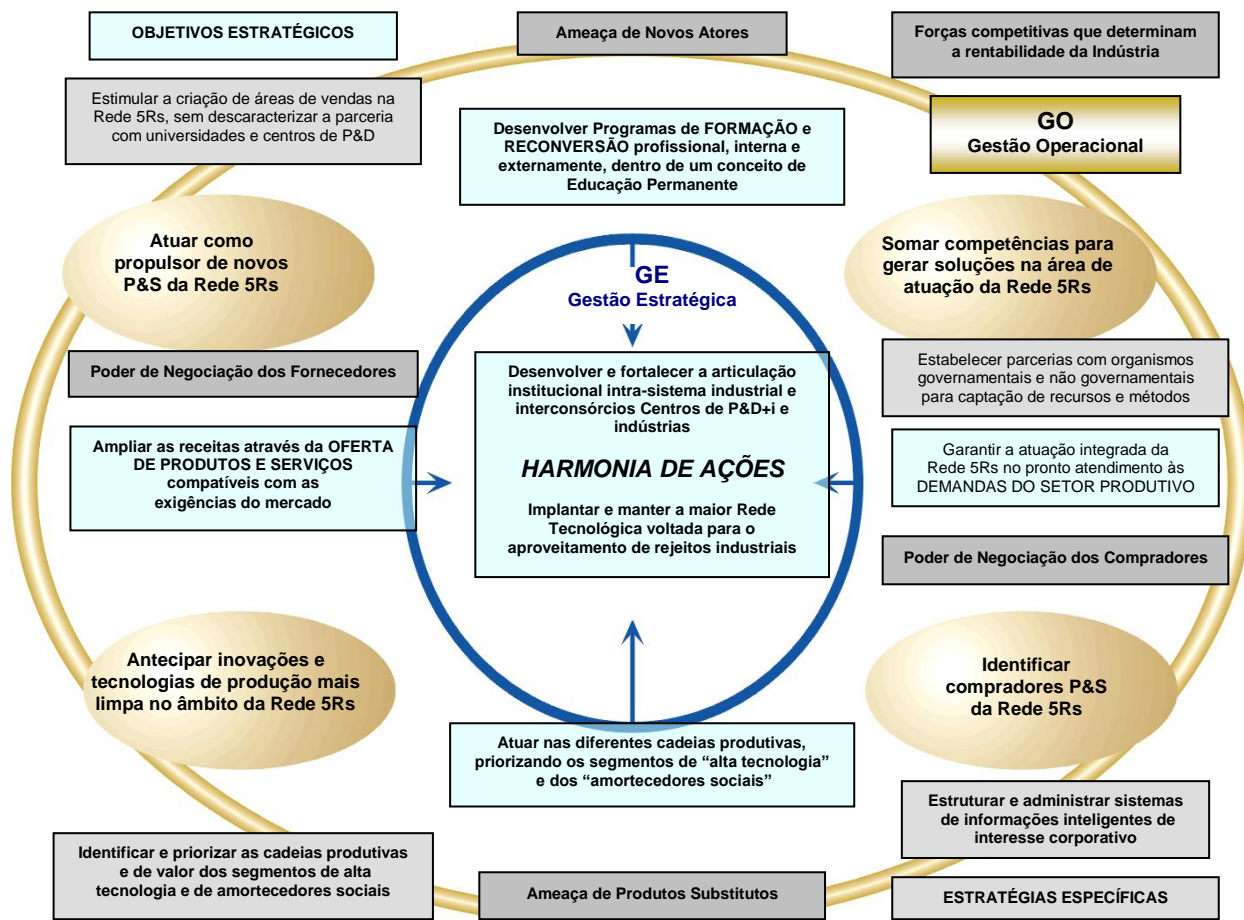 OBJETIVOS ESTRATÉGICOS
Ameaça de Novos Atores
Forças competitivas que determinam
a rentabilidade da Indústria
Estimular a criação de áreas de vendas na
Rede 5Rs, sem descaracterizar a parceria
com universidades e centros de P&D
Desenvolver Programas de FORMAÇÃO e
RECONVERSÃO profissional, interna e
externamente, dentro de um conceito de
Educação Permanente
GO
Gestão Operacional
Atuar como
propulsor de novos
P&S da Rede 5Rs
GE
Gestão Estratégica
Somar competências para
gerar soluções na área de
atuação da Rede 5Rs
Poder de Negociação dos Fornecedores
Desenvolver e fortalecer a articulação
institucional intra-sistema industrial e
interconsórcios Centros de P&D+i e
indústrias
Estabelecer parcerias com organismos
governamentais e não governamentais
para captação de recursos e métodos
Ampliar as receitas através da OFERTA
DE PRODUTOS E SERVIÇOS
compatíveis com as
exigências do mercado
HARMONIA DE AÇÕES
Garantir a atuação integrada da
Rede 5Rs no pronto atendimento às
DEMANDAS DO SETOR PRODUTIVO
Implantar e manter a maior Rede
Tecnológica voltada para o
aproveitamento de rejeitos industriais
Poder de Negociação dos Compradores
Antecipar inovações e
tecnologias de produção mais
limpa no âmbito da Rede 5Rs
Identificar
compradores P&S
da Rede 5Rs
Atuar nas diferentes cadeias produtivas,
priorizando os segmentos de “alta tecnologia”
e dos “amortecedores sociais”
Estruturar e administrar sistemas
de informações inteligentes de
interesse corporativo
Identificar e priorizar as cadeias produtivas
e de valor dos segmentos de alta
tecnologia e de amortecedores sociais
Ameaça de Produtos Substitutos
ESTRATÉGIAS ESPECÍFICAS